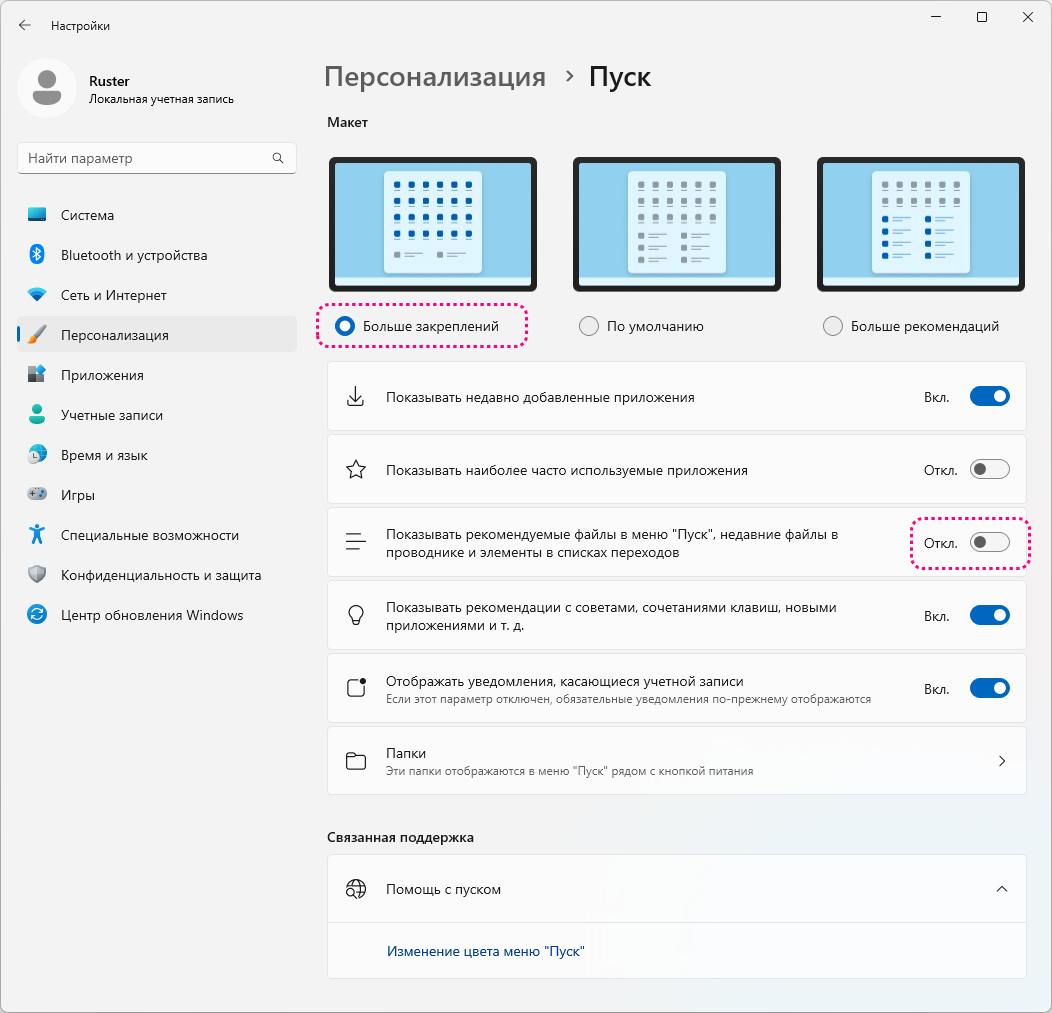 Настройки
Ruster
Локальная учетная запись
Найти параметр
Система
Bluetooth и устройства
Сеть и Интернет
Персонализация
Приложения
Учетные записи
Время и язык
Игры
Специальные возможности
Конфиденциальность и защита
Центр обновления Windows
Персонализация › Пуск
Макет
Больше закреплений
По умолчанию
Больше рекомендаций
Показывать недавно добавленные приложения
Вкл.
Показывать наиболее часто используемые приложения
Откл.
Показывать рекомендуемые файлы в меню "Пуск", недавние файлы в
проводнике и элементы в списках переходов
Откл.
Показывать рекомендации с советами, сочетаниями клавиш, новыми
приложениями и т. д.
Вкл.
Отображать уведомления, касающиеся учетной записи
Если этот параметр отключен, обязательные уведомления по-прежнему отображаются
Вкл.
Папки
Эти папки отображаются в меню "Пуск" рядом с кнопкой питания
Связанная поддержка
Помощь с пуском
Изменение цвета меню "Пуск"